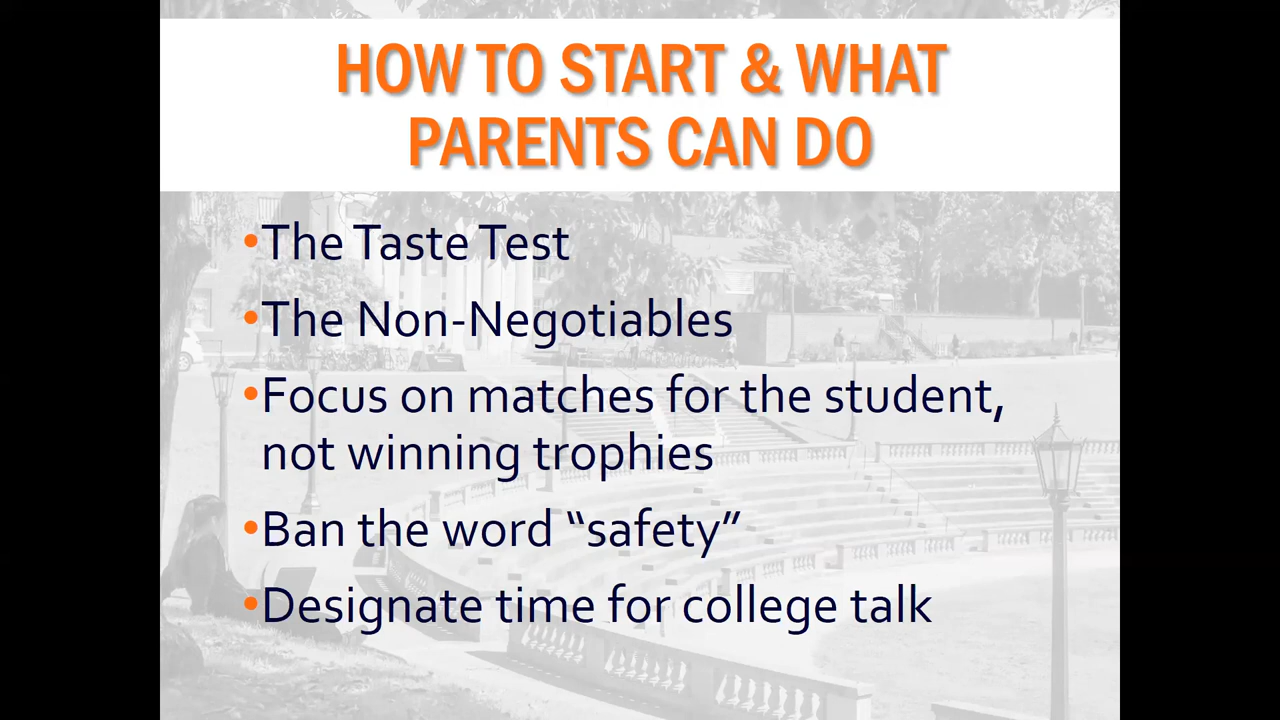 HOW TO START & WHAT
PARENTS CAN DO
•The Taste Test
•The Non-Negotiables
•Focus on matches for the student,
not winning trophies
•Ban the word “safety”
•Designate time for college talk